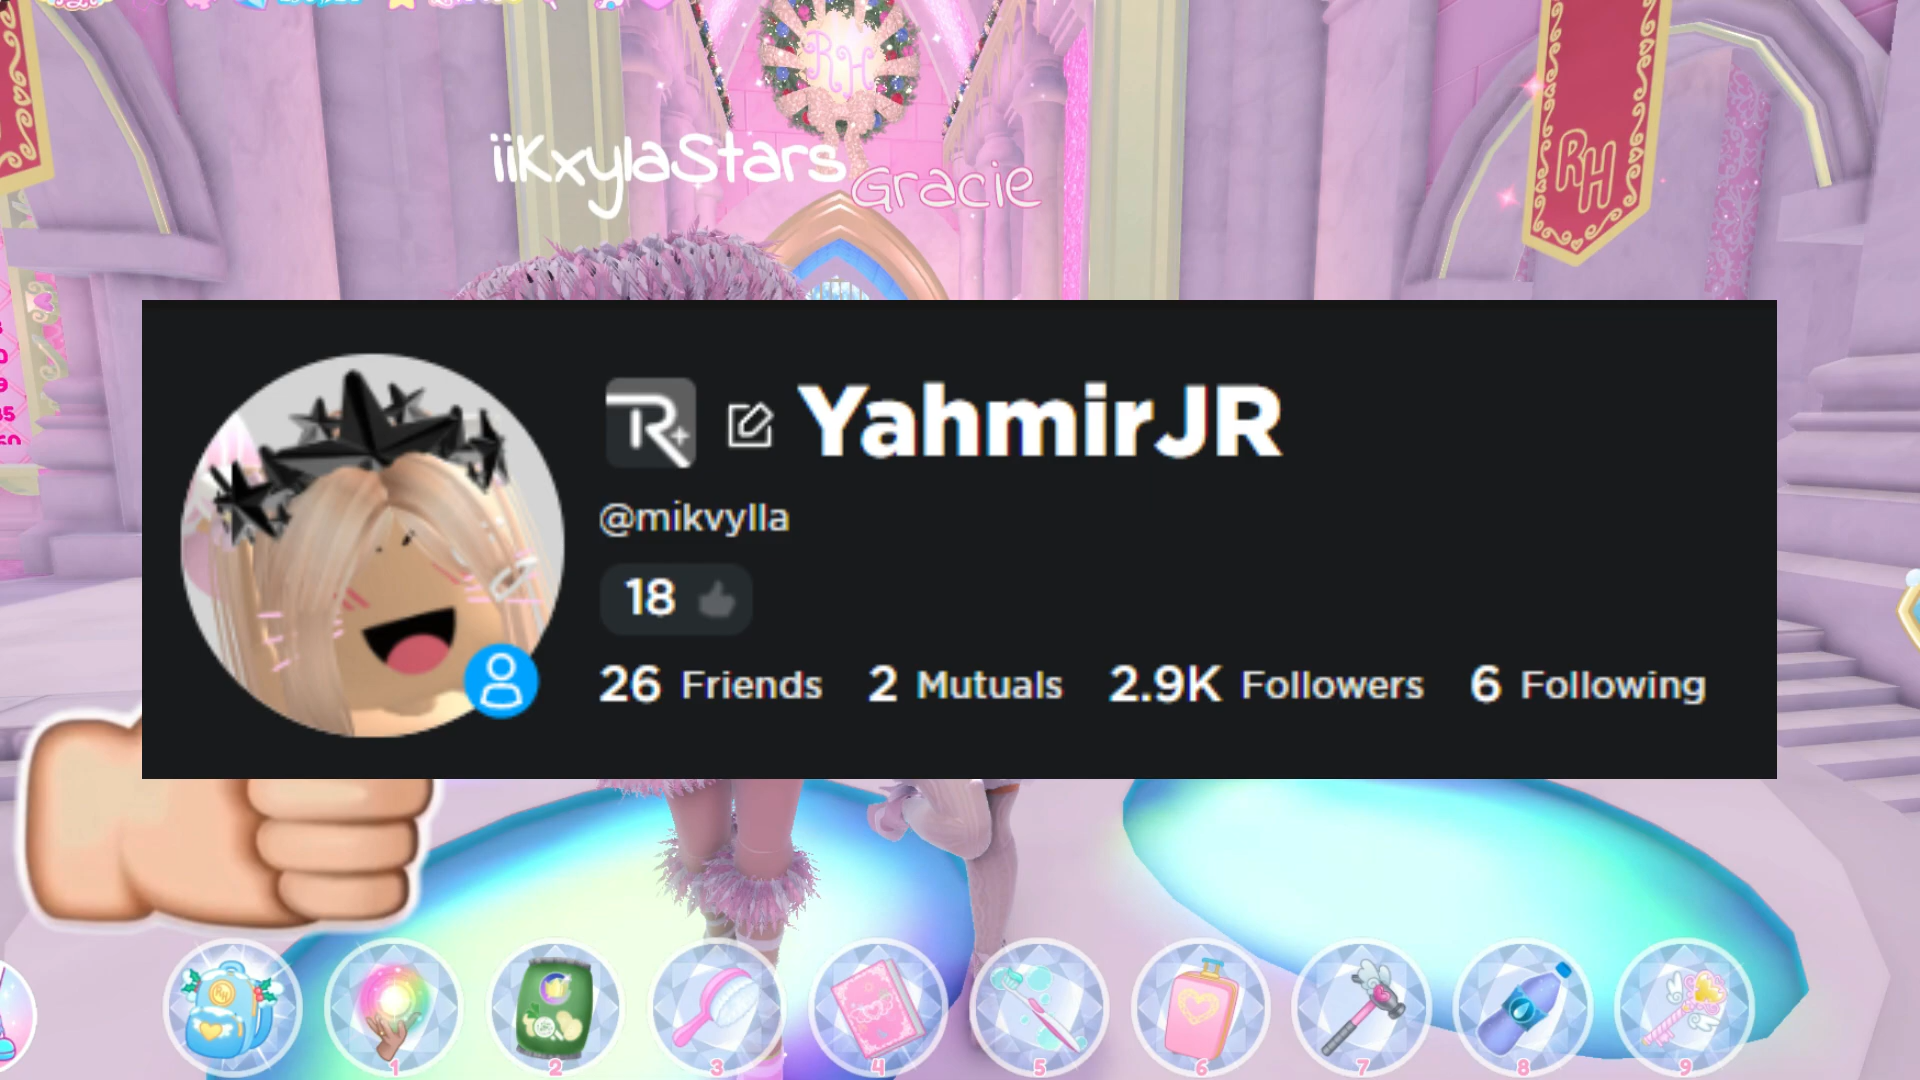 RH
iiKxylaStars
Gracie
RH
YahmirJR
@mikvylla
18
26 Friends 2 Mutuals 2.9K Followers 6 Following
1 2 3 4 5 6 7 8 9